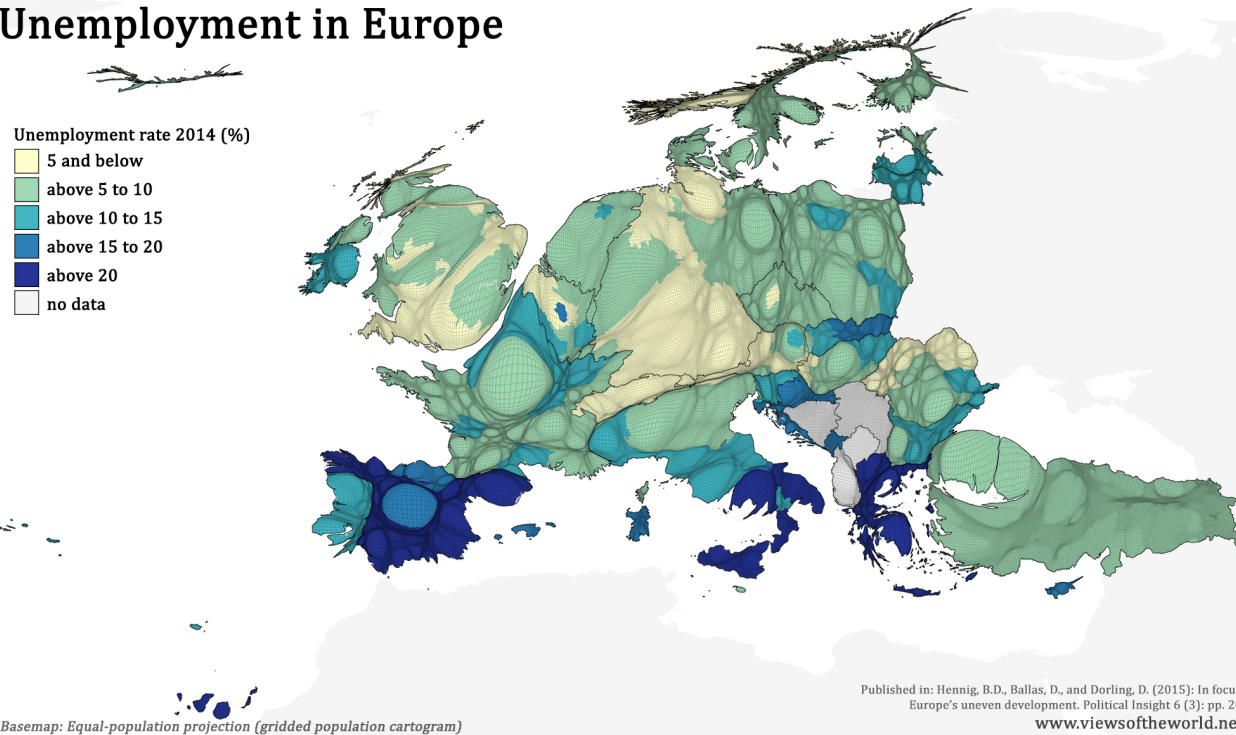 Unemployment in Europe
Unemployment rate 2014 (%)
5 and below
above 5 to 10
above 10 to 15
above 15 to 20
above 20
no data
Published in: Hennig, B.D., Ballas, D., and Dorling, D. (2015): In focu
Europe's uneven development. Political Insight 6 (3): pp. 20
www.viewsoftheworld.ne
Basemap: Equal-population projection (gridded population cartogram)